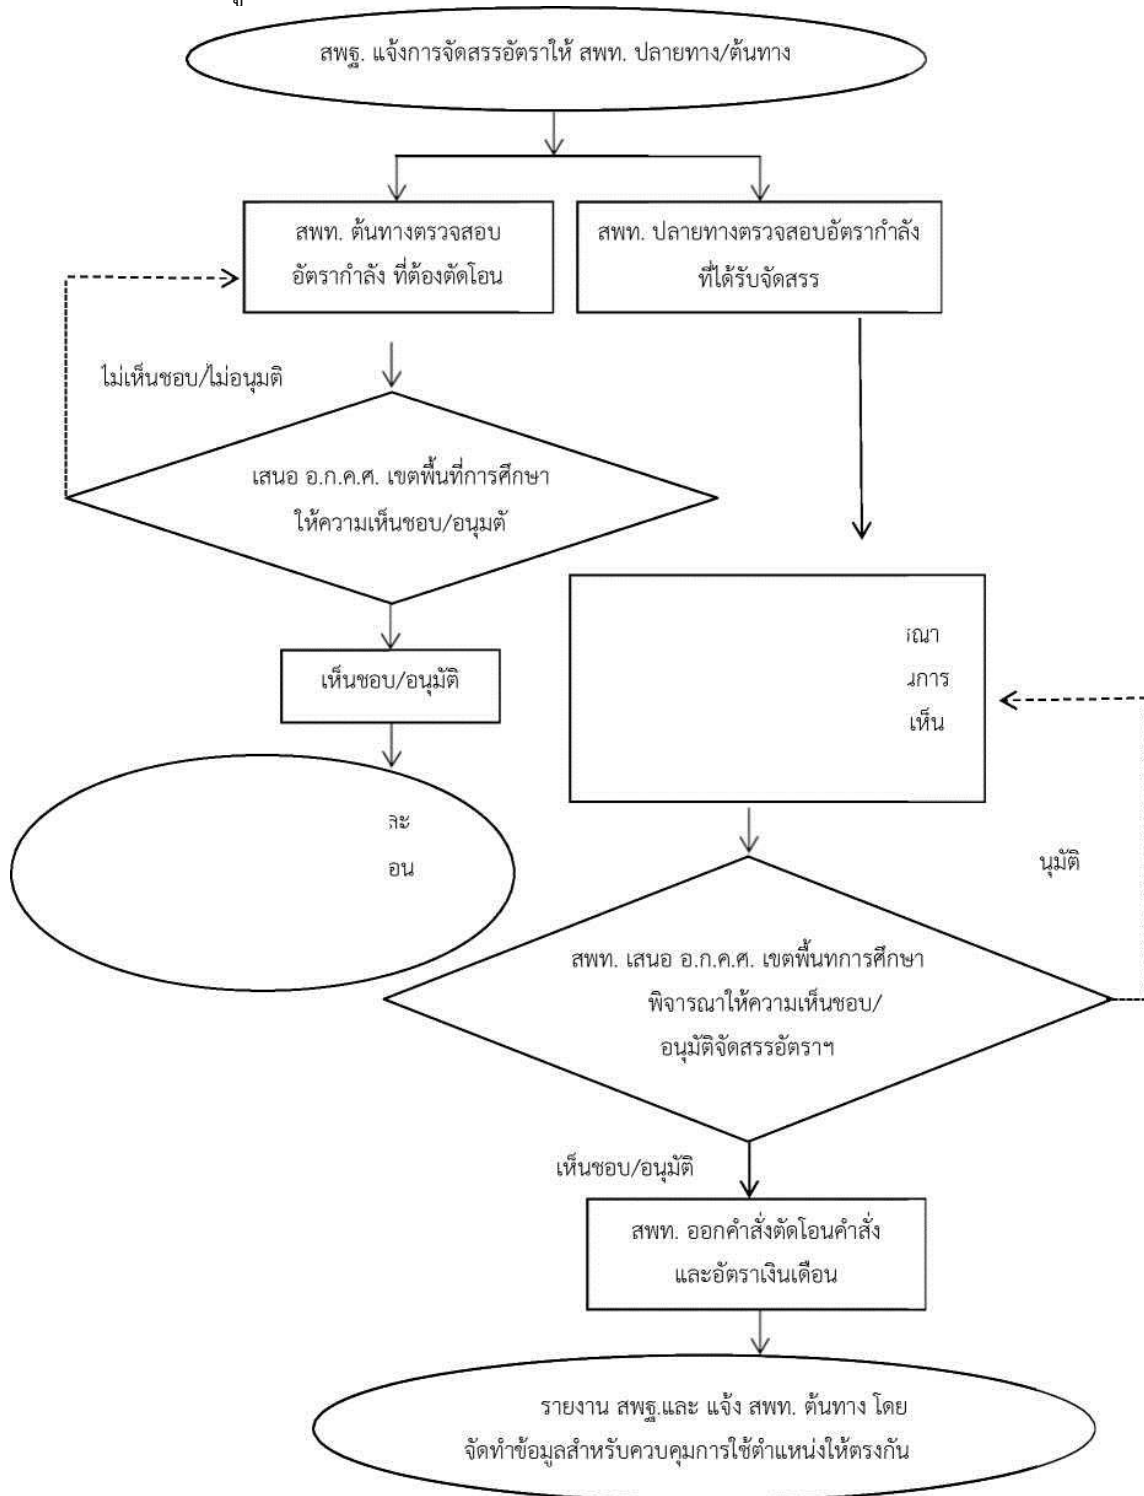 สพฐ. แจ้งการจัดสรรอัตราให้ สพท. ปลายทาง/ต้นทาง
สพท. ต้นทางตรวจสอบ
อัตรากำลัง ที่ต้องตัดโอน
สพท. ปลายทางตรวจสอบอัตรากำลัง
ที่ได้รับจัดสรร
ไม่เห็นชอบ/ไม่อนุมติ
เสนอ อ.ก.ค.ศ. เขตพื้นที่การศึกษา
ให้ความเห็นชอบ/อนุมตั
เห็นชอบ/อนุมัติ
ณา
นการ
เห็น
ละ
อน
นุมัติ
สพท. เสนอ อ.ก.ค.ศ. เขตพื้นทการศึกษา
พิจารณาให้ความเห็นชอบ/
อนุมัติจัดสรรอัตราฯ
เห็นชอบ/อนุมัติ
สพท. ออกคำสั่งตัดโอนคำสั่ง
และอัตราเงินเดือน
รายงาน สพฐ.และ แจ้ง สพท. ต้นทาง โดย
จัดทำข้อมูลสำหรับควบคุมการใช้ตำแหน่งให้ตรงกัน